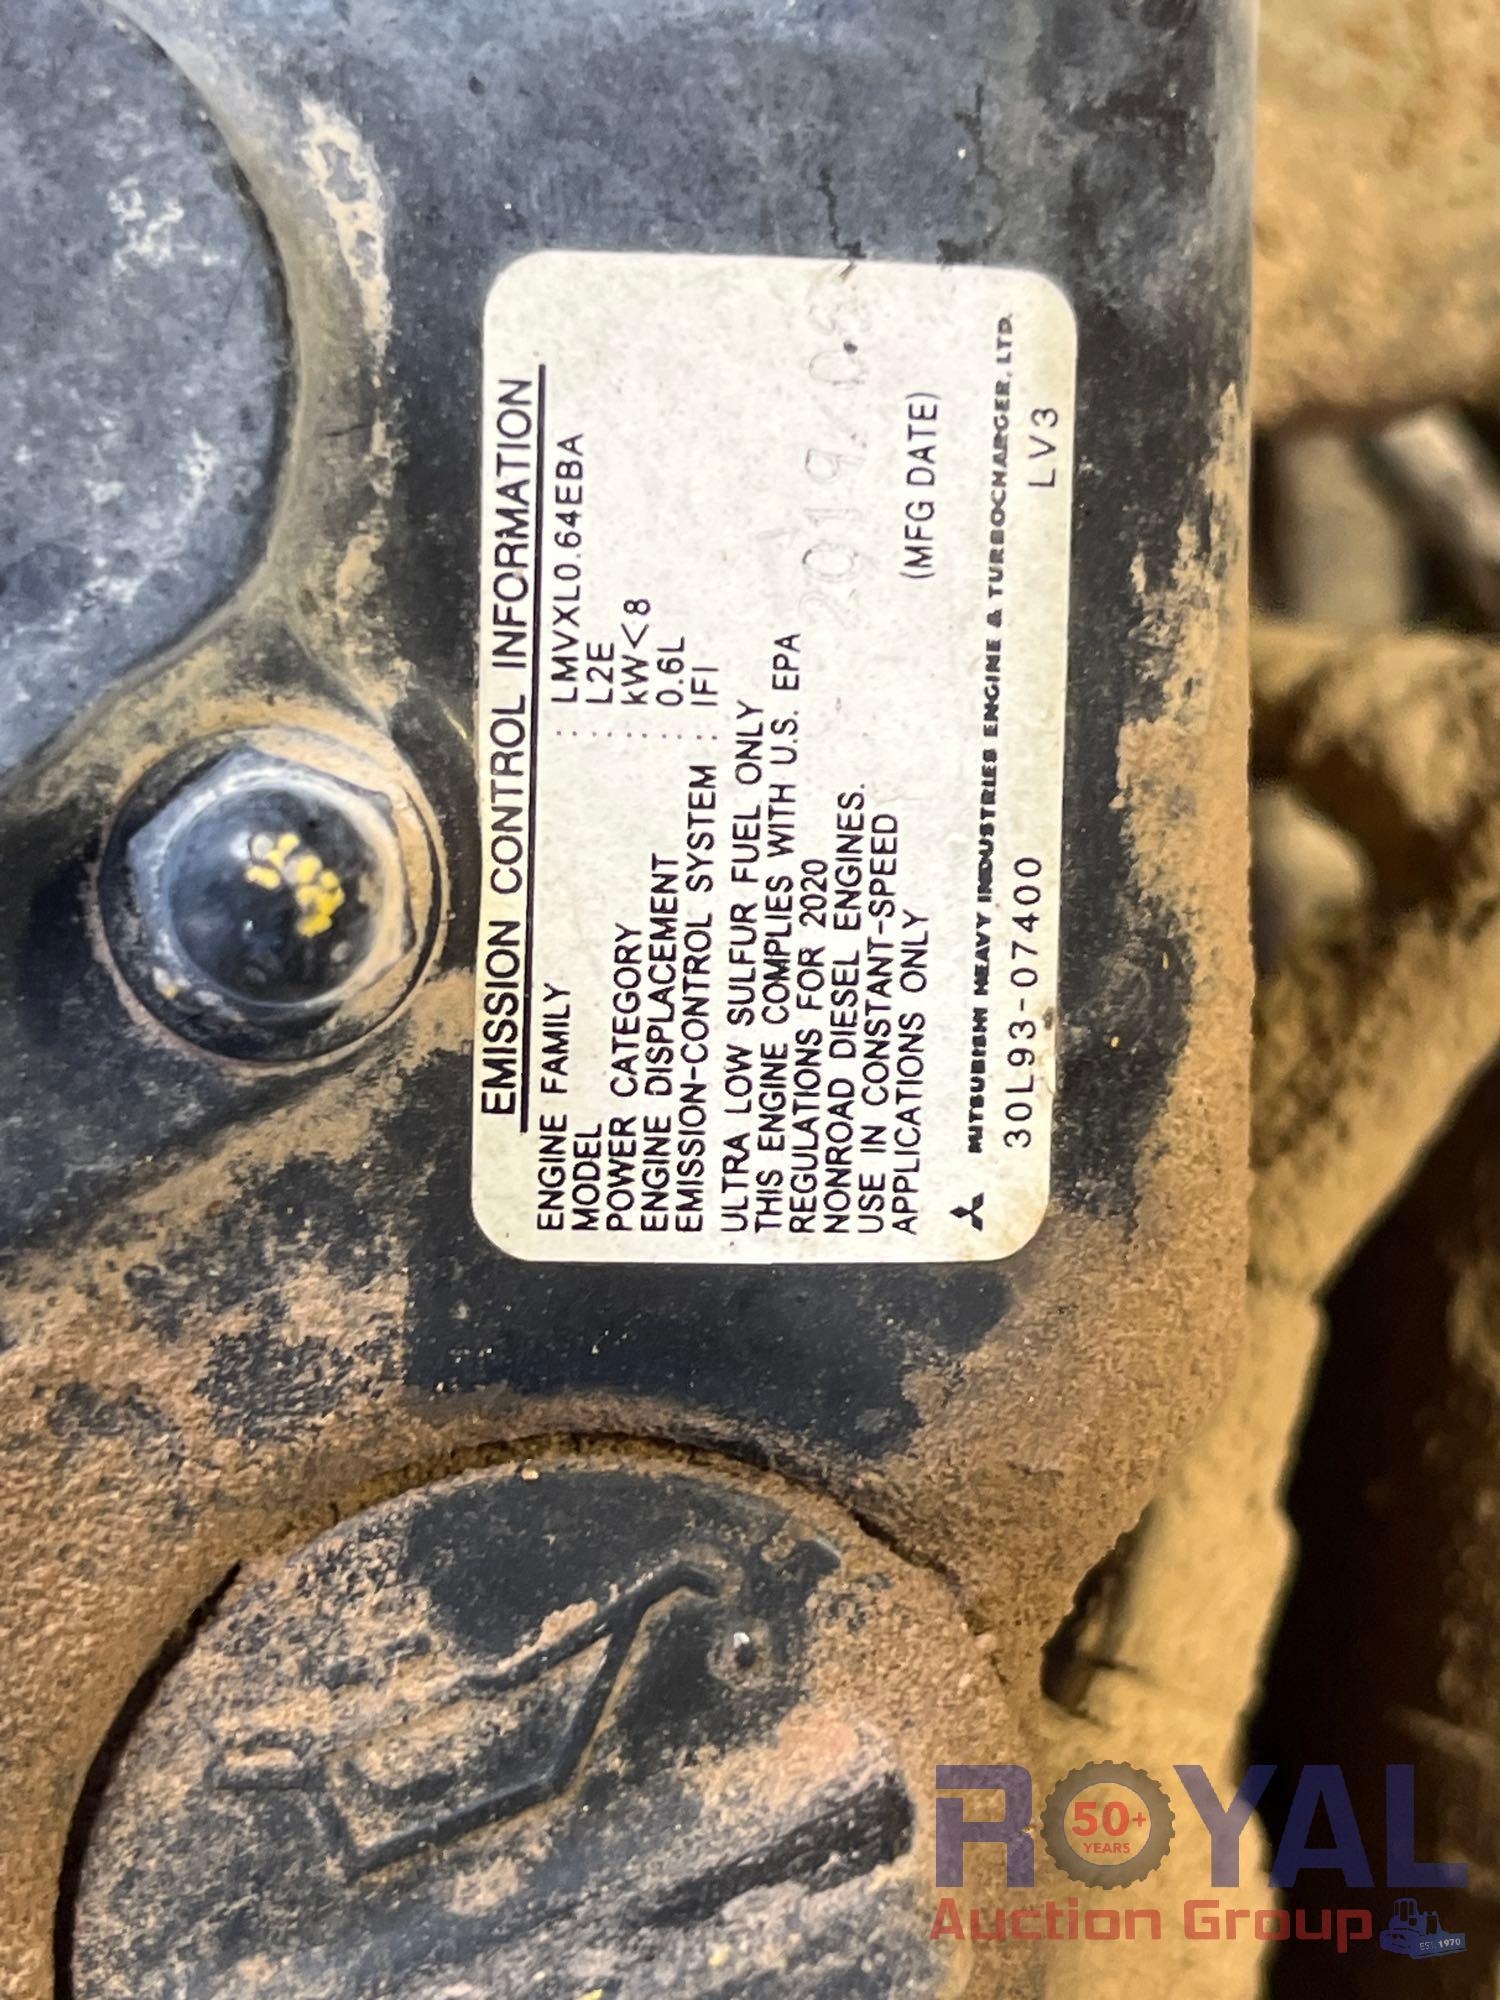 EMISSION CONTROL INFORMATION
ENGINE FAMILY : LMVXL0.64EBA
MODEL : L2E
POWER CATEGORY : kW<8
ENGINE DISPLACEMENT : 0.6L
EMISSION-CONTROL SYSTEM : IFI
ULTRA LOW SULFUR FUEL ONLY
THIS ENGINE COMPLIES WITH U.S. EPA
REGULATIONS FOR 2020
NONROAD DIESEL ENGINES.
USE IN CONSTANT-SPEED
APPLICATIONS ONLY
(MFG DATE)
MITSUBISHI HEAVY INDUSTRIES ENGINE & TURBOCHARGER, LTD.
30L93-07400 LV3
ROYAL
50+
YEARS
Auction Group
EST. 1970